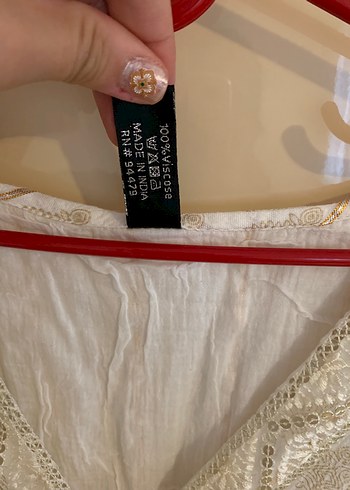 100% Viscose
MADE IN INDIA
RN# 94479